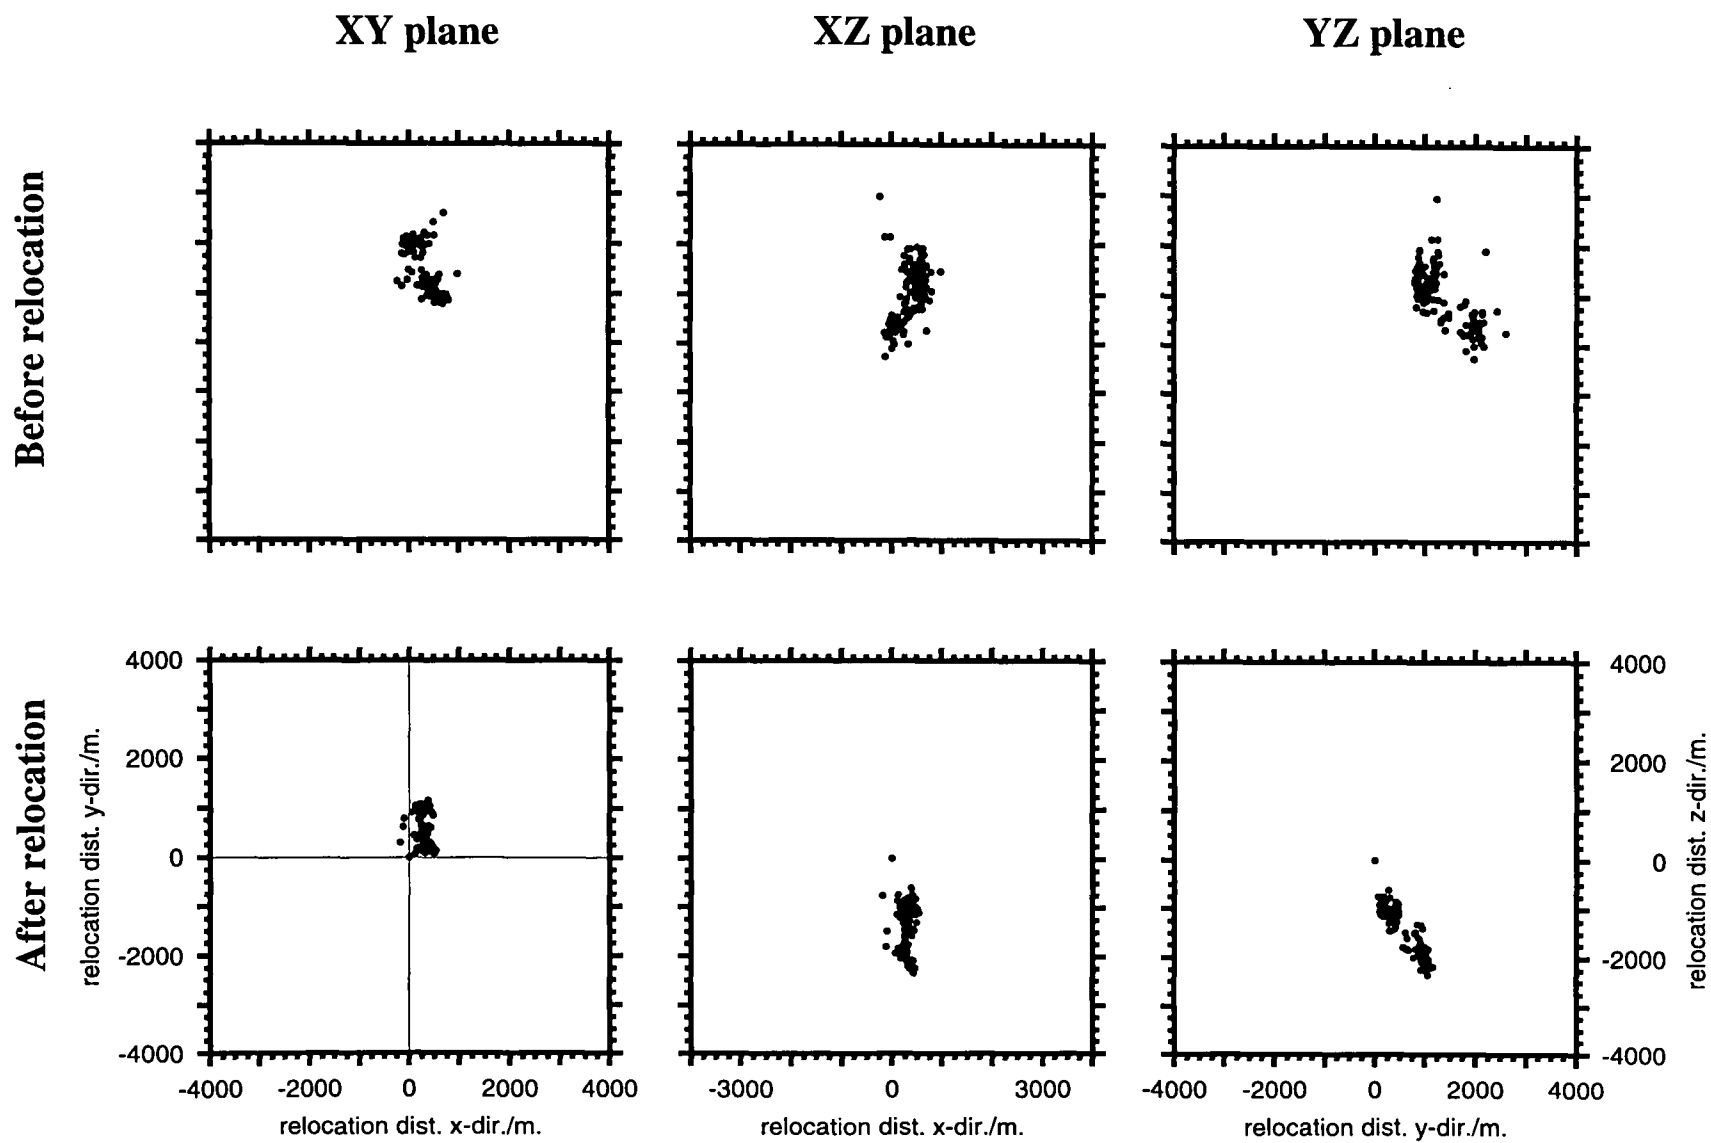 XY plane XZ plane YZ plane
Before relocation
After relocation
relocation dist. y-dir./m.
4000
2000
0
-2000
-4000
4000
2000
0
-2000
-4000
relocation dist. z-dir./m.
-4000 -2000 0 2000 4000 -3000 0 3000 -4000 -2000 0 2000 4000
relocation dist. x-dir./m. relocation dist. x-dir./m. relocation dist. y-dir./m.